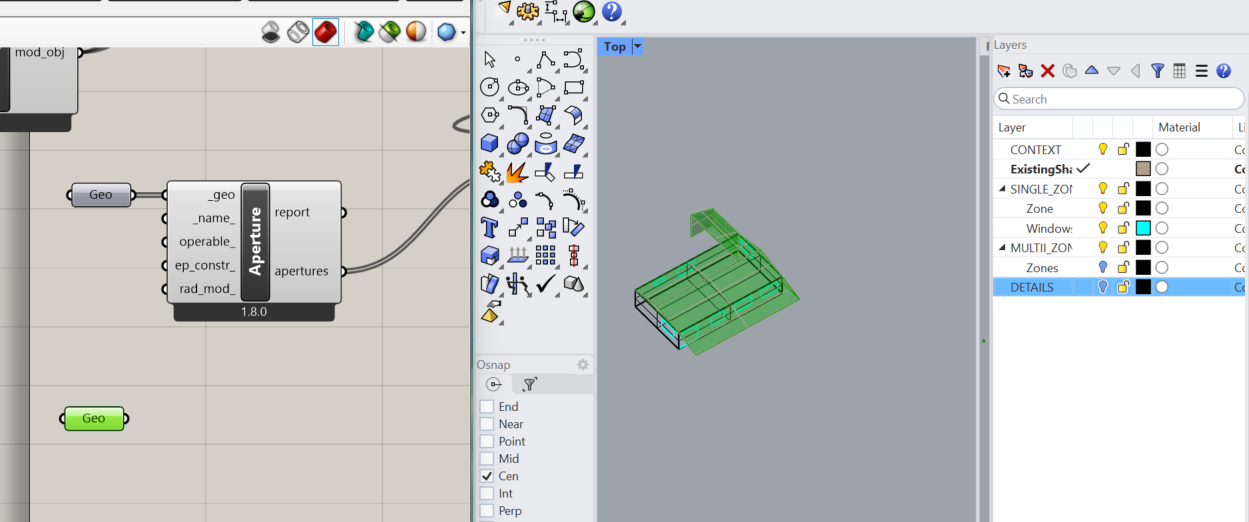 mod_obj
Geo
_geo
_name_
operable_
ep_constr_
rad_mod_
Aperture
report
apertures
1.8.0
Geo
Top
Osnap
End
Near
Point
Mid
Cen
Int
Perp
Layers
Search
Layer
Material
Li
CONTEXT
Co
ExistingSha
Co
SINGLE_ZON
Co
Zone
Co
Windows
Co
MULTII_ZON
Co
Zones
Co
DETAILS
Co